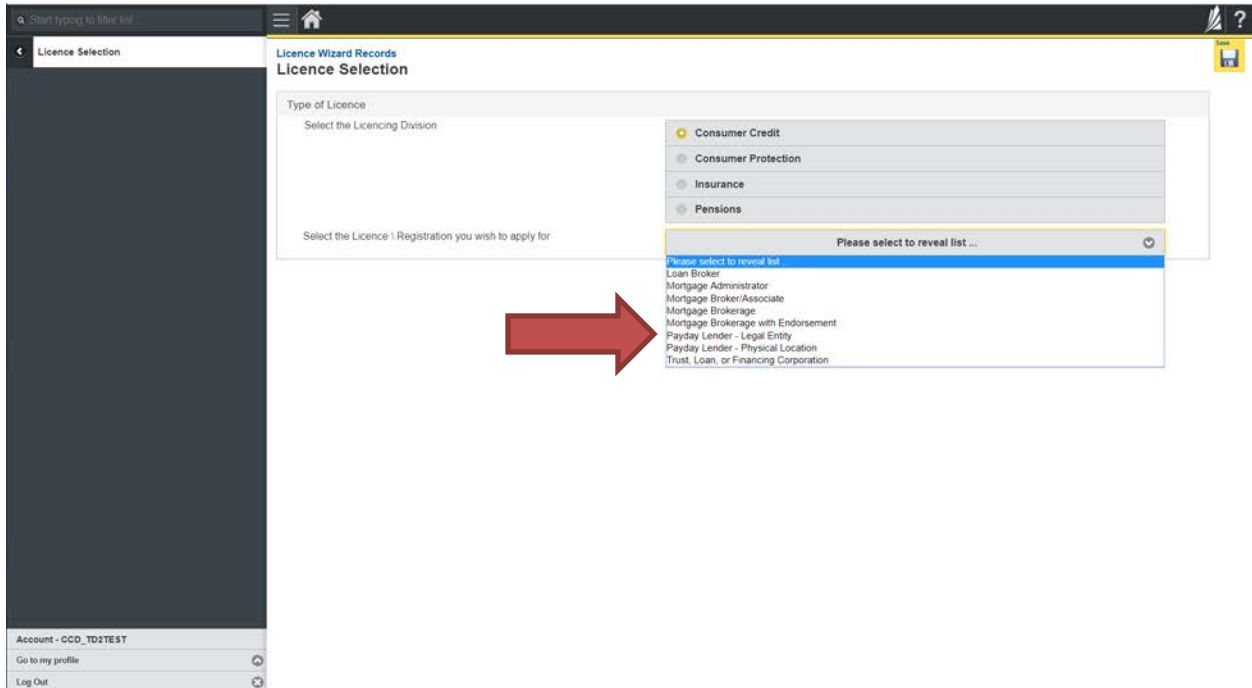 Start typing to filter list...
?
Licence Selection
Licence Wizard Records
Licence Selection
Save
Type of Licence
Select the Licencing Division
Consumer Credit
Consumer Protection
Insurance
Pensions
Select the Licence \ Registration you wish to apply for
Please select to reveal list ...
Please select to reveal list ...
Loan Broker
Mortgage Administrator
Mortgage Broker/Associate
Mortgage Brokerage
Mortgage Brokerage with Endorsement
Payday Lender - Legal Entity
Payday Lender - Physical Location
Trust, Loan, or Financing Corporation
Account - CCD_TD2TEST
Go to my profile
Log Out